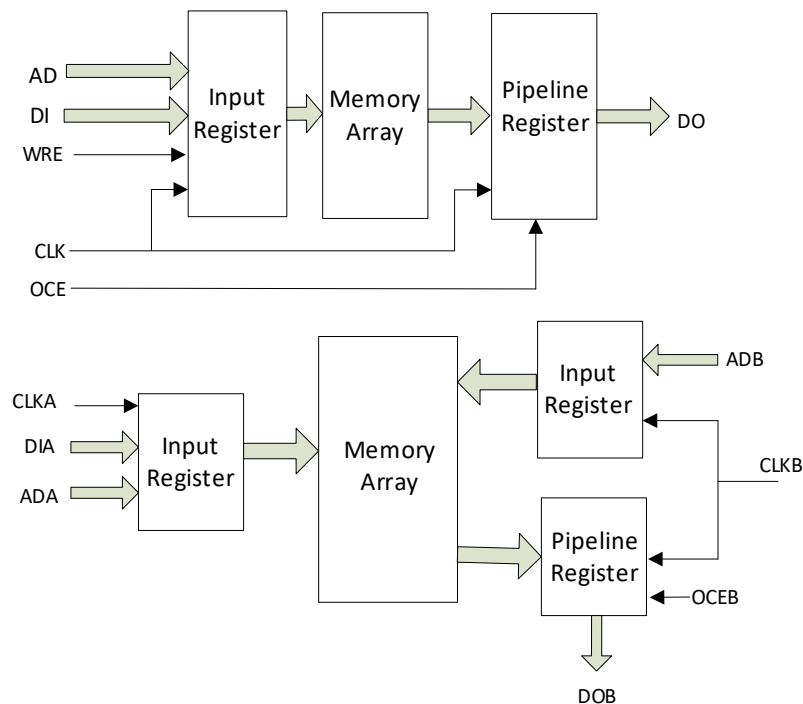 AD
DI
WRE
CLK
OCE
Input
Register
Memory
Array
Pipeline
Register
DO
CLKA
DIA
ADA
Input
Register
Memory
Array
Input
Register
ADB
CLKB
Pipeline
Register
OCEB
DOB